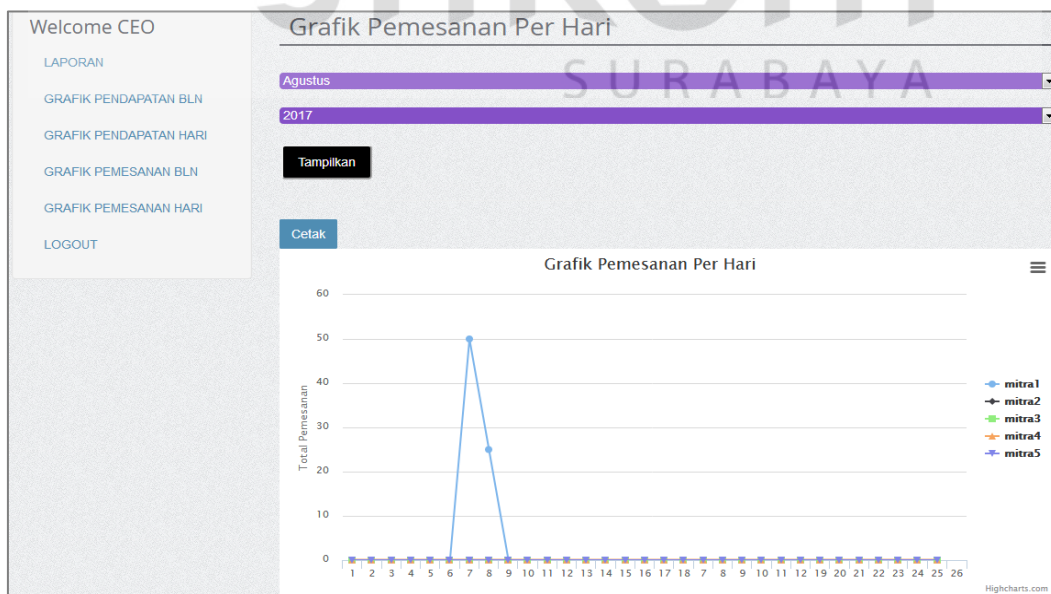 Welcome CEO
LAPORAN
GRAFIK PENDAPATAN BLN
GRAFIK PENDAPATAN HARI
GRAFIK PEMESANAN BLN
GRAFIK PEMESANAN HARI
LOGOUT
Grafik Pemesanan Per Hari
SURABAYA
Agustus
2017
Tampilkan
Cetak
Grafik Pemesanan Per Hari
60
50
40
30
20
10
0
Total Pemesanan
1 2 3 4 5 6 7 8 9 10 11 12 13 14 15 16 17 18 7 8 9 10 11 12 19 20 21 22 23 24 25 26
mitra1
mitra2
mitra3
mitra4
mitra5
Highcharts.com